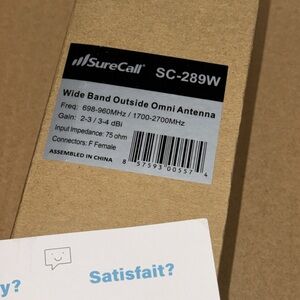 SureCall SC-289W
Wide Band Outside Omni Antenna
Freq: 698-960MHz / 1700-2700MHz
Gain: 2-3 / 3-4 dBi
Input Impedance: 75 ohm
Connectors: F Female
ASSEMBLED IN CHINA
8 57593 00557 4
y? Satisfait?